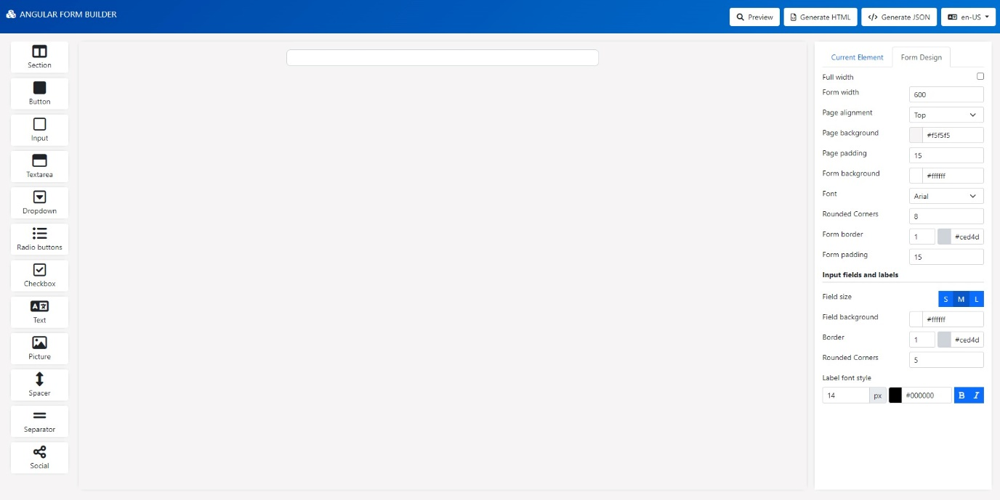 ANGULAR FORM BUILDER
Preview
Generate HTML
Generate JSON
en-US
Section
Button
Input
Textarea
Dropdown
Radio buttons
Checkbox
Text
Picture
Spacer
Separator
Social
Current Element
Form Design
Full width
Form width
600
Page alignment
Top
Page background
#f5f5f5
Page padding
15
Form background
#ffffff
Font
Arial
Rounded Corners
8
Form border
1
#ced4d
Form padding
15
Input fields and labels
Field size
S M L
Field background
#ffffff
Border
1
#ced4d
Rounded Corners
5
Label font style
14
px
#000000
B I